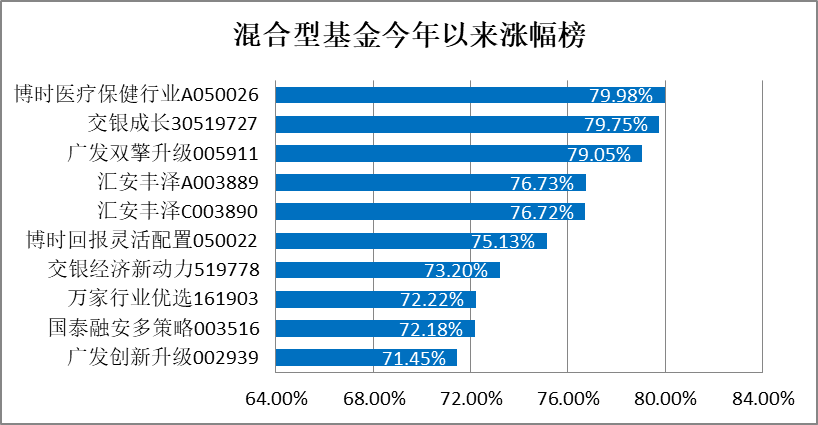 混合型基金今年以来涨幅榜
博时医疗保健行业A050026 79.98%
交银成长30519727 79.75%
广发双擎升级005911 79.05%
汇安丰泽A003889 76.73%
汇安丰泽C003890 76.72%
博时回报灵活配置050022 75.13%
交银经济新动力519778 73.20%
万家行业优选161903 72.22%
国泰融安多策略003516 72.18%
广发创新升级002939 71.45%
64.00% 68.00% 72.00% 76.00% 80.00% 84.00%